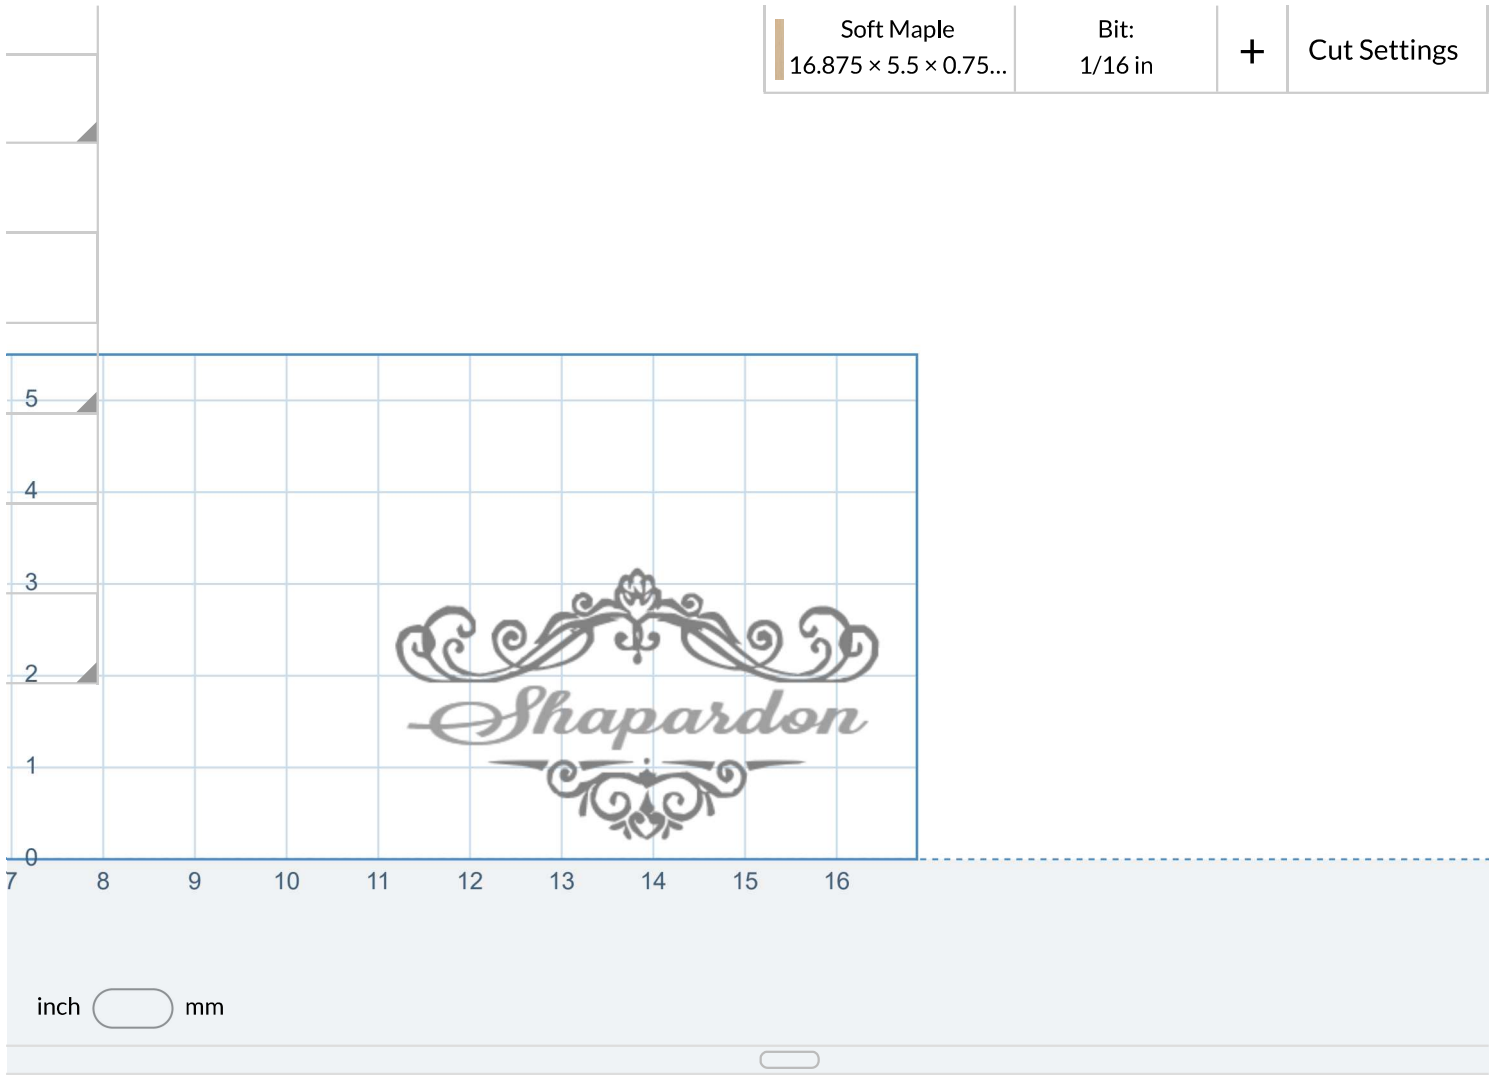 Soft Maple
16.875 × 5.5 × 0.75...
Bit:
1/16 in
+
Cut Settings
5
4
3
2
1
0
Shapardon
7 8 9 10 11 12 13 14 15 16
inch mm